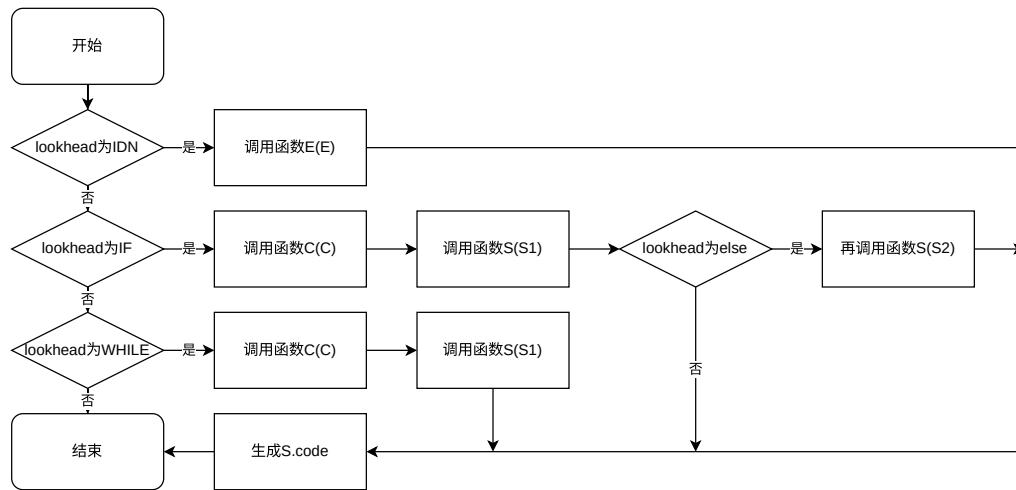 开始
lookhead为IDN
是
调用函数E(E)
否
lookhead为IF
是
调用函数C(C)
调用函数S(S1)
lookhead为else
是
再调用函数S(S2)
否
lookhead为WHILE
是
调用函数C(C)
调用函数S(S1)
否
否
结束
生成S.code